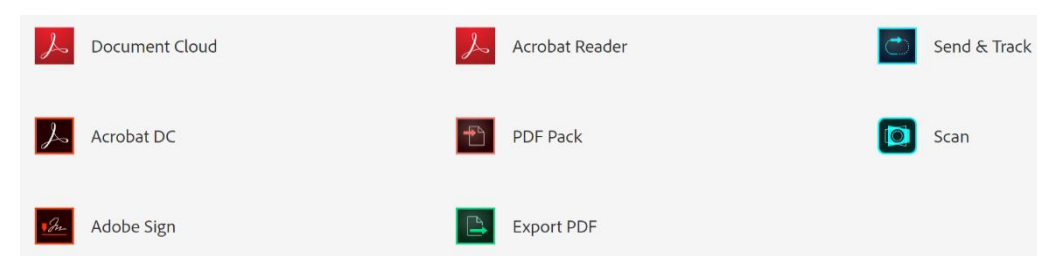 Document Cloud
Acrobat Reader
Send & Track
Acrobat DC
PDF Pack
Scan
Adobe Sign
Export PDF